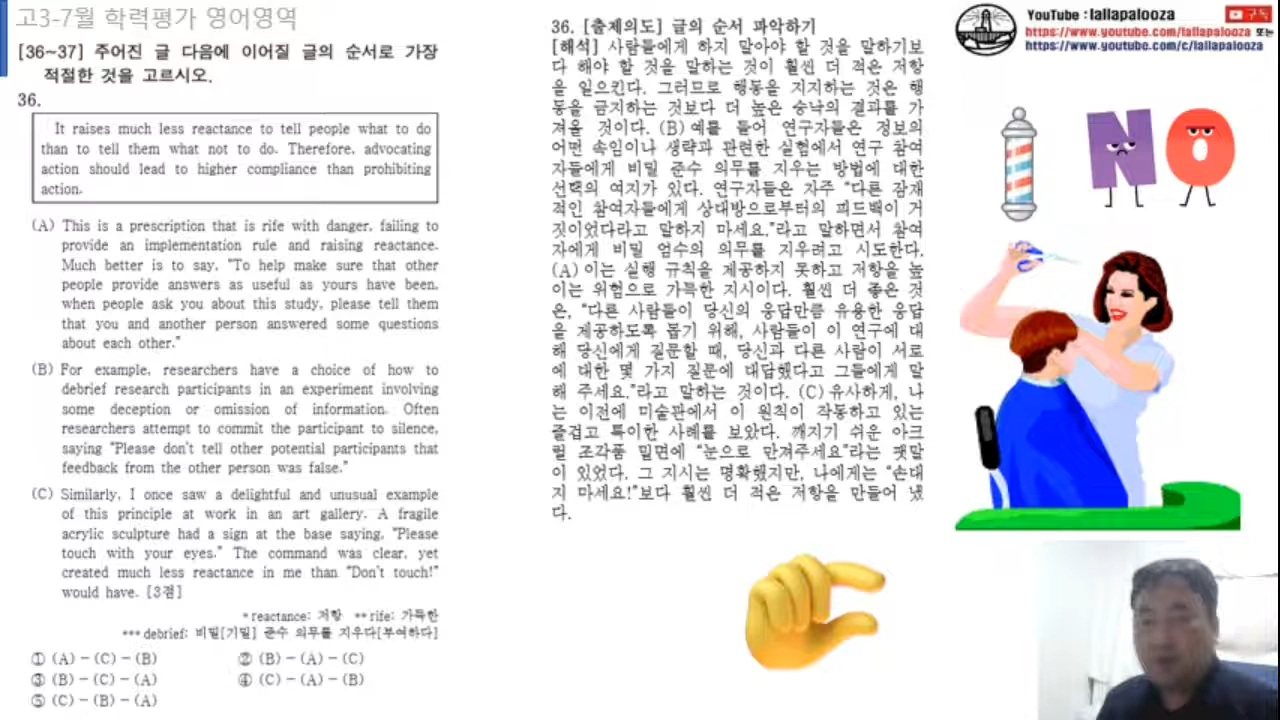 고3-7월 학력평가 영어영역
[36~37] 주어진 글 다음에 이어질 글의 순서로 가장
적절한 것을 고르시오.
36.
It raises much less reactance to tell people what to do
than to tell them what not to do. Therefore, advocating
action should lead to higher compliance than prohibiting
action.
(A) This is a prescription that is rife with danger, failing to
provide an implementation rule and raising reactance.
Much better is to say, "To help make sure that other
people provide answers as useful as yours have been,
when people ask you about this study, please tell them
that you and another person answered some questions
about each other."
(B) For example, researchers have a choice of how to
debrief research participants in an experiment involving
some deception or omission of information. Often
researchers attempt to commit the participant to silence,
saying "Please don't tell other potential participants that
feedback from the other person was false."
(C) Similarly, I once saw a delightful and unusual example
of this principle at work in an art gallery. A fragile
acrylic sculpture had a sign at the base saying, "Please
touch with your eyes." The command was clear, yet
created much less reactance in me than "Don't touch!"
would have. [3점]
* reactance: 저항 ** rife: 가득한
*** debrief: 비밀[기밀] 준수 의무를 지우다[부여하다]
① (A) - (C) - (B) ② (B) - (A) - (C)
③ (B) - (C) - (A) ④ (C) - (A) - (B)
⑤ (C) - (B) - (A)
36. [출제의도] 글의 순서 파악하기
[해석] 사람들에게 하지 말아야 할 것을 말하기보
다 해야 할 것을 말하는 것이 훨씬 더 적은 저항
을 일으킨다. 그러므로 행동을 지지하는 것은 행
동을 금지하는 것보다 더 높은 승낙의 결과를 가
져올 것이다. (B) 예를 들어 연구자들은 정보의
어떤 속임이나 생략과 관련한 실험에서 연구 참여
자들에게 비밀 준수 의무를 지우는 방법에 대한
선택의 여지가 있다. 연구자들은 자주 "다른 잠재
적인 참여자들에게 상대방으로부터의 피드백이 거
짓이었다라고 말하지 마세요."라고 말하면서 참여
자에게 비밀 엄수의 의무를 지우려고 시도한다.
(A) 이는 실행 규칙을 제공하지 못하고 저항을 높
이는 위험으로 가득한 지시이다. 훨씬 더 좋은 것
은, "다른 사람들이 당신의 응답만큼 유용한 응답
을 제공하도록 돕기 위해, 사람들이 이 연구에 대
해 당신에게 질문할 때, 당신과 다른 사람이 서로
에 대한 몇 가지 질문에 대답했다고 그들에게 말
해 주세요."라고 말하는 것이다. (C) 유사하게, 나
는 이전에 미술관에서 이 원칙이 작동하고 있는
즐겁고 특이한 사례를 보았다. 깨지기 쉬운 아크
릴 조각품 밑면에 "눈으로 만져주세요"라는 팻말
이 있었다. 그 지시는 명확했지만, 나에게는 "손대
지 마세요!"보다 훨씬 더 적은 저항을 만들어 냈
다.
YouTube : lallapalooza 구독
https://www.youtube.com/lallapalooza 또는
https://www.youtube.com/c/lallapalooza
NO